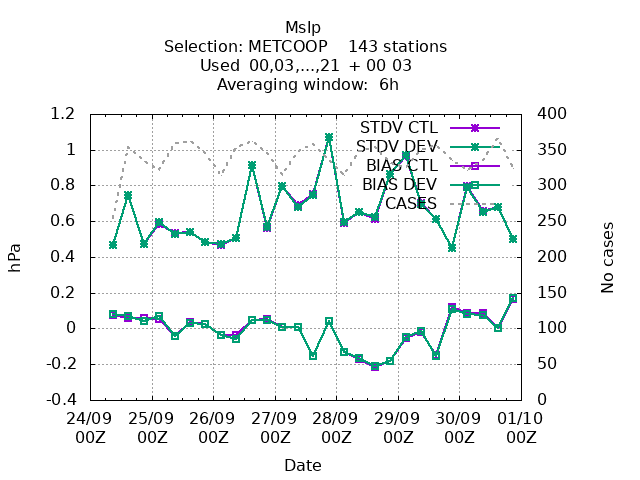 Mslp
Selection: METCOOP    143 stations
Used  00,03,...,21  + 00 03
Averaging window:  6h
1.2
1
0.8
0.6
0.4
0.2
0
-0.2
-0.4
hPa
400
350
300
250
200
150
100
50
0
No cases
STDV CTL
STDV DEV
BIAS CTL
BIAS DEV
CASES
24/09 25/09 26/09 27/09 28/09 29/09 30/09 01/10
00Z 00Z 00Z 00Z 00Z 00Z 00Z 00Z
Date